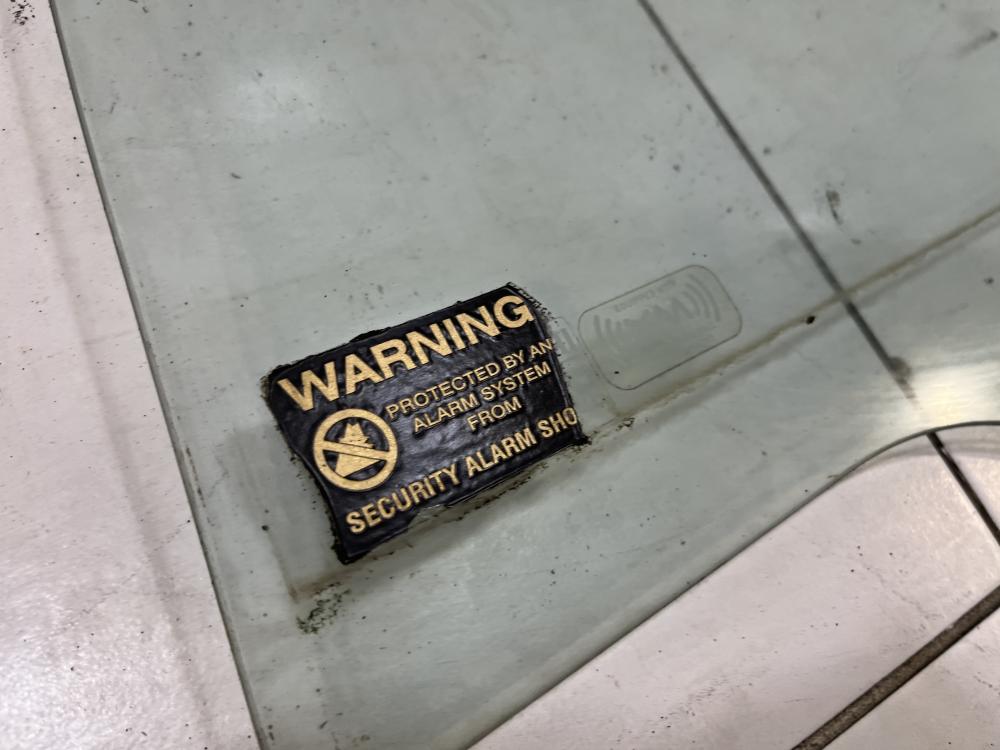 WARNING
PROTECTED BY AN
ALARM SYSTEM
FROM
SECURITY ALARM SHO